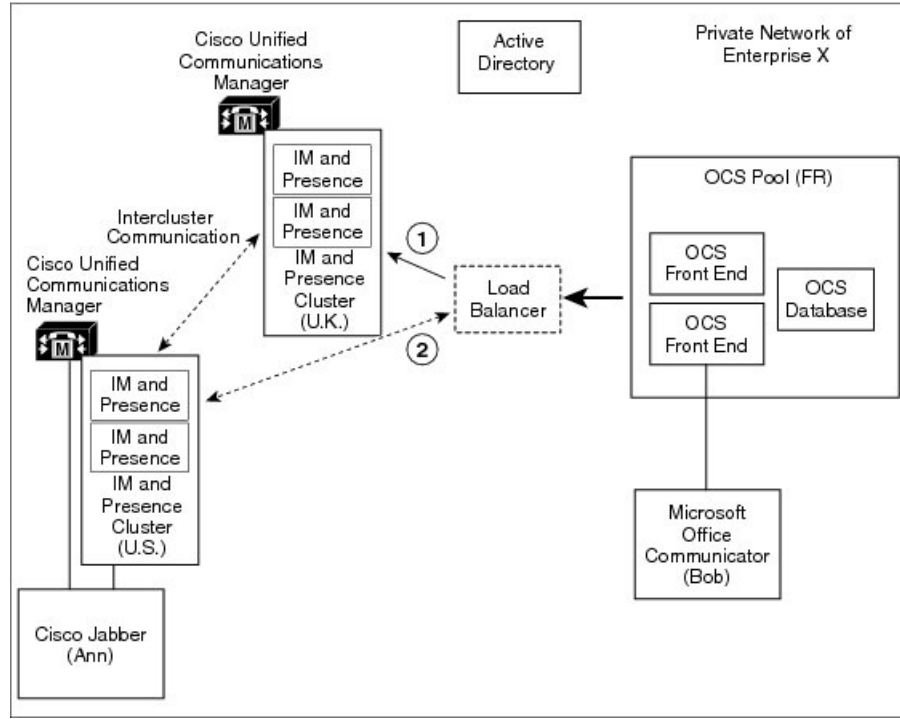 Cisco Unified
Communications
Manager
M
Active
Directory
Private Network of
Enterprise X
IM and
Presence
IM and
Presence
IM and
Presence
Cluster
(U.K.)
Intercluster
Communication
1
2
Load
Balancer
OCS Pool (FR)
OCS
Front End
OCS
Front End
OCS
Database
Cisco Unified
Communications
Manager
M
IM and
Presence
IM and
Presence
IM and
Presence
Cluster
(U.S.)
Microsoft
Office
Communicator
(Bob)
Cisco Jabber
(Ann)